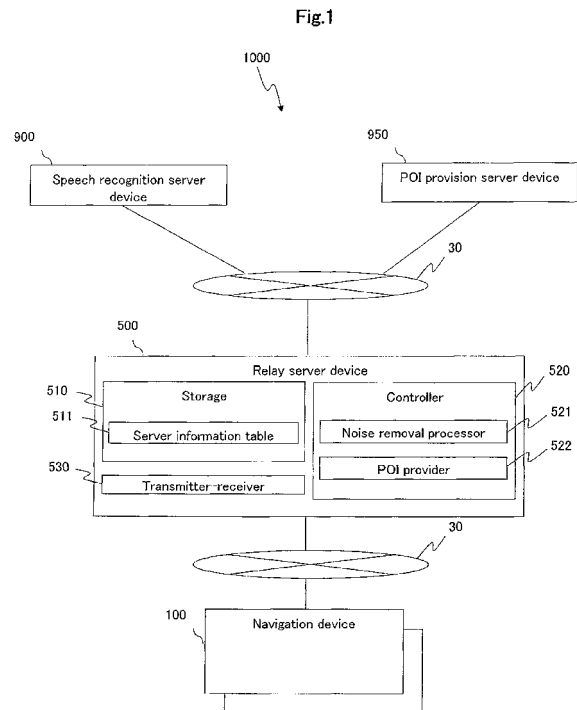 Fig.1
1000
900
950
Speech recognition server
device
POI provision server device
30
500
Relay server device
510
520
Storage
Controller
511
521
Server information table
Noise removal processor
522
530
POI provider
Transmitter-receiver
30
100
Navigation device